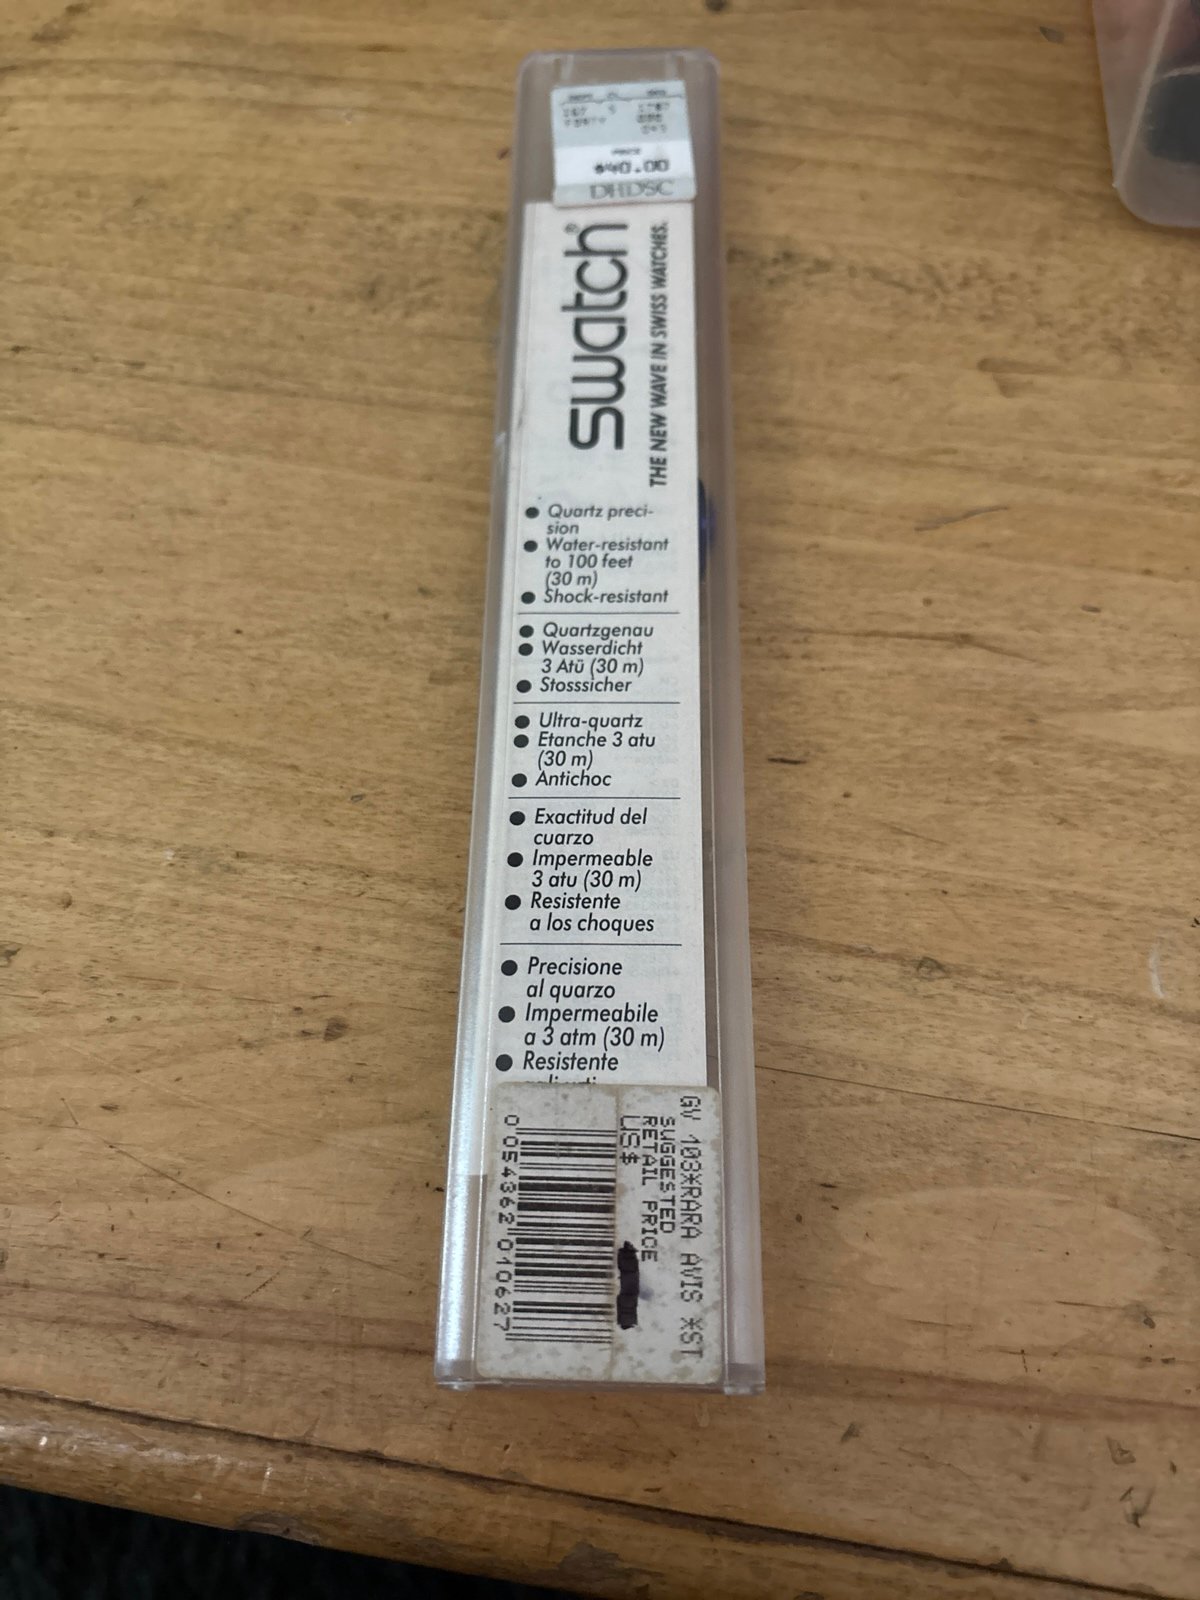 PRICE
$40.00
DHDSC
swatch®
THE NEW WAVE IN SWISS WATCHES.
● Quartz preci-
sion
● Water-resistant
to 100 feet
(30 m)
● Shock-resistant
● Quartzgenau
● Wasserdicht
3 Atü (30 m)
● Stosssicher
● Ultra-quartz
● Etanche 3 atu
(30 m)
● Antichoc
● Exactitud del
cuarzo
● Impermeable
3 atu (30 m)
● Resistente
a los choques
● Precisione
al quarzo
● Impermeabile
a 3 atm (30 m)
● Resistente
GV 103*RARA AVIS *ST
SUGGESTED
RETAIL PRICE
US$
0 054362 010627